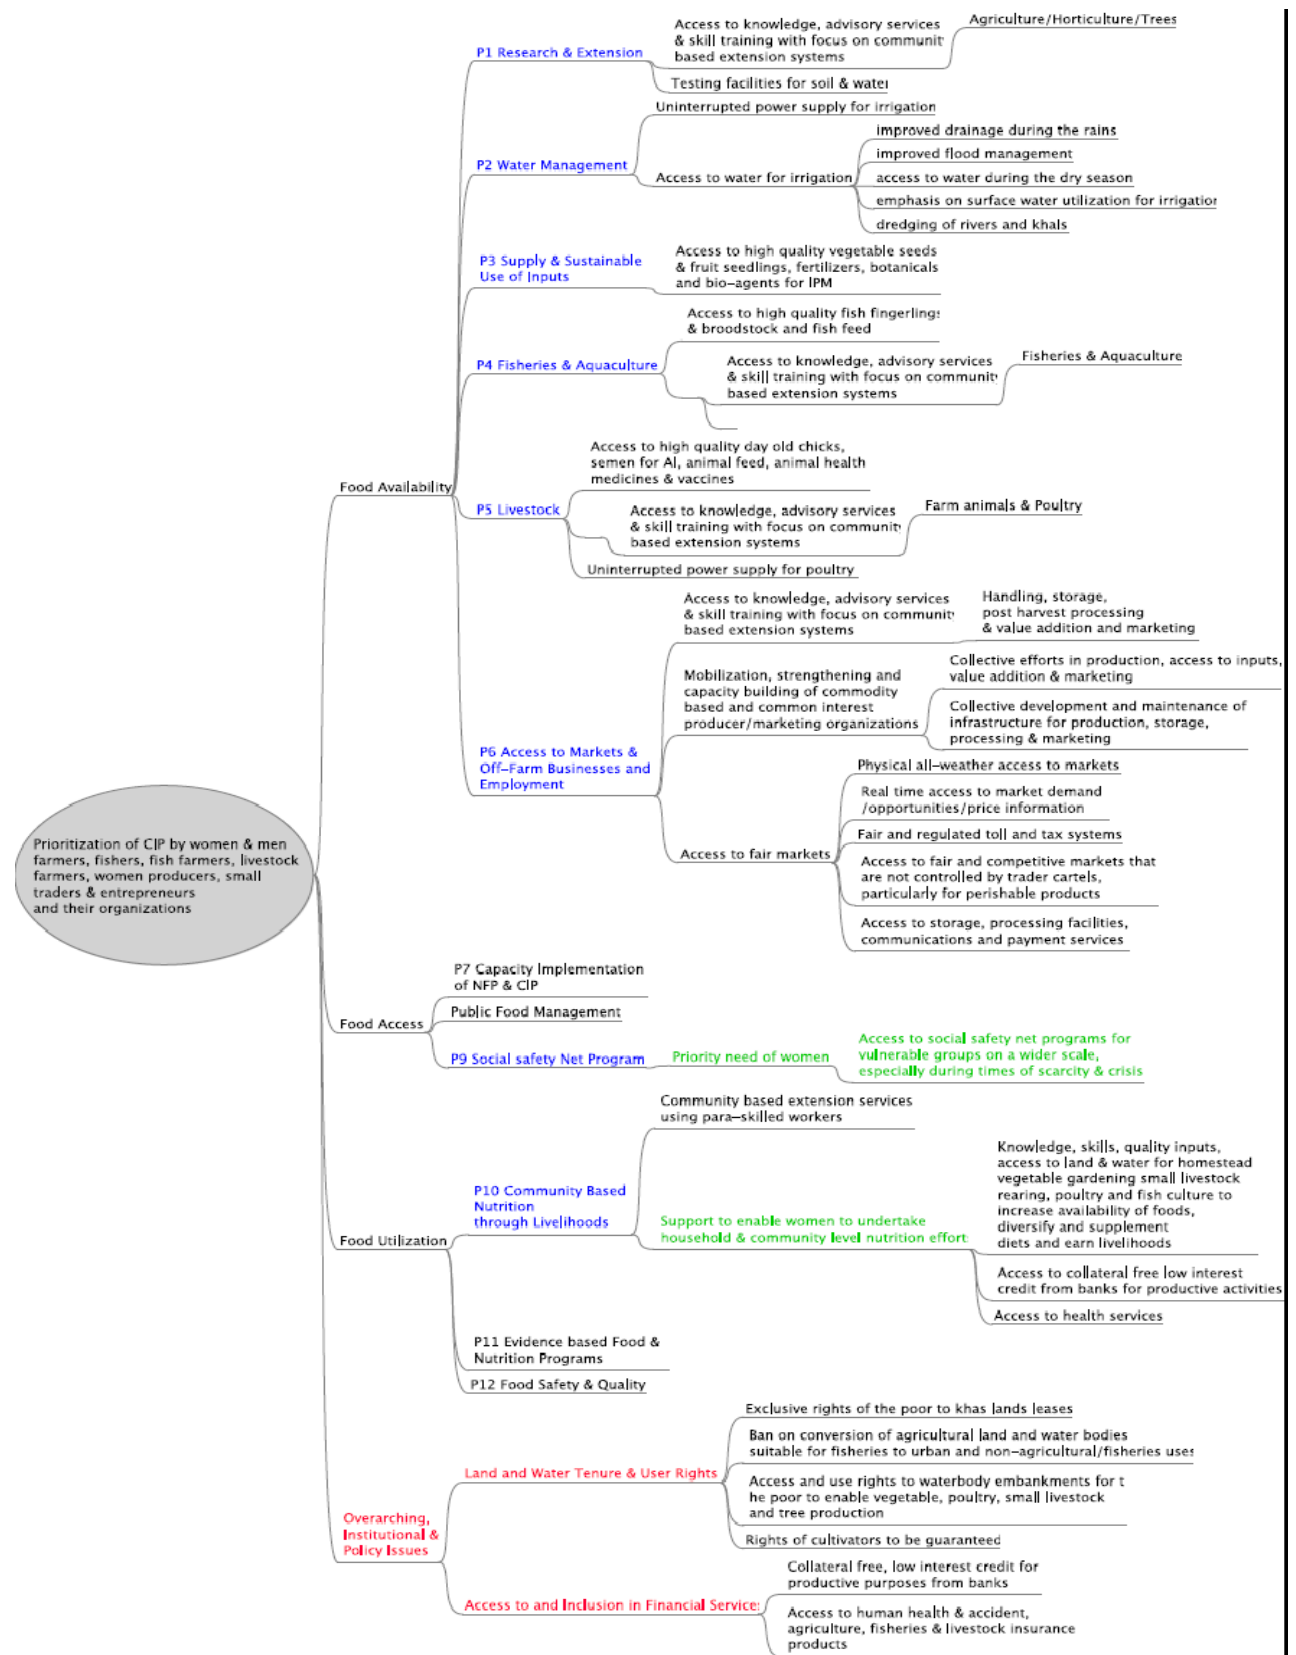 Prioritization of CIP by women & men
farmers, fishers, fish farmers, livestock
farmers, women producers, small
traders & entrepreneurs
and their organizations
Food Availability
P1 Research & Extension
Access to knowledge, advisory services
& skill training with focus on communit
based extension systems
Agriculture/Horticulture/Trees
Testing facilities for soil & water
P2 Water Management
Uninterrupted power supply for irrigation
Access to water for irrigation
improved drainage during the rains
improved flood management
access to water during the dry season
emphasis on surface water utilization for irrigation
dredging of rivers and khals
P3 Supply & Sustainable
Use of Inputs
Access to high quality vegetable seeds
& fruit seedlings, fertilizers, botanicals
and bio-agents for IPM
P4 Fisheries & Aquaculture
Access to high quality fish fingerlings
& broodstock and fish feed
Access to knowledge, advisory services
& skill training with focus on community
based extension systems
Fisheries & Aquaculture
P5 Livestock
Access to high quality day old chicks,
semen for AI, animal feed, animal health
medicines & vaccines
Access to knowledge, advisory services
& skill training with focus on community
based extension systems
Farm animals & Poultry
Uninterrupted power supply for poultry
P6 Access to Markets &
Off-Farm Businesses and
Employment
Access to knowledge, advisory services
& skill training with focus on community
based extension systems
Handling, storage,
post harvest processing
& value addition and marketing
Mobilization, strengthening and
capacity building of commodity
based and common interest
producer/marketing organizations
Collective efforts in production, access to inputs,
value addition & marketing
Collective development and maintenance of
infrastructure for production, storage,
processing & marketing
Access to fair markets
Physical all-weather access to markets
Real time access to market demand
/opportunities/price information
Fair and regulated toll and tax systems
Access to fair and competitive markets that
are not controlled by trader cartels,
particularly for perishable products
Access to storage, processing facilities,
communications and payment services
Food Access
P7 Capacity Implementation
of NFP & CIP
Public Food Management
P9 Social safety Net Program
Priority need of women
Access to social safety net programs for
vulnerable groups on a wider scale,
especially during times of scarcity & crisis
Food Utilization
P10 Community Based
Nutrition
through Livelihoods
Community based extension services
using para-skilled workers
Support to enable women to undertake
household & community level nutrition effort
Knowledge, skills, quality inputs,
access to land & water for homestead
vegetable gardening small livestock
rearing, poultry and fish culture to
increase availability of foods,
diversify and supplement
diets and earn livelihoods
Access to collateral free low interest
credit from banks for productive activities
Access to health services
P11 Evidence based Food &
Nutrition Programs
P12 Food Safety & Quality
Overarching,
Institutional &
Policy Issues
Land and Water Tenure & User Rights
Exclusive rights of the poor to khas lands leases
Ban on conversion of agricultural land and water bodies
suitable for fisheries to urban and non-agricultural/fisheries uses
Access and use rights to waterbody embankments for t
he poor to enable vegetable, poultry, small livestock
and tree production
Rights of cultivators to be guaranteed
Access to and Inclusion in Financial Services
Collateral free, low interest credit for
productive purposes from banks
Access to human health & accident,
agriculture, fisheries & livestock insurance
products